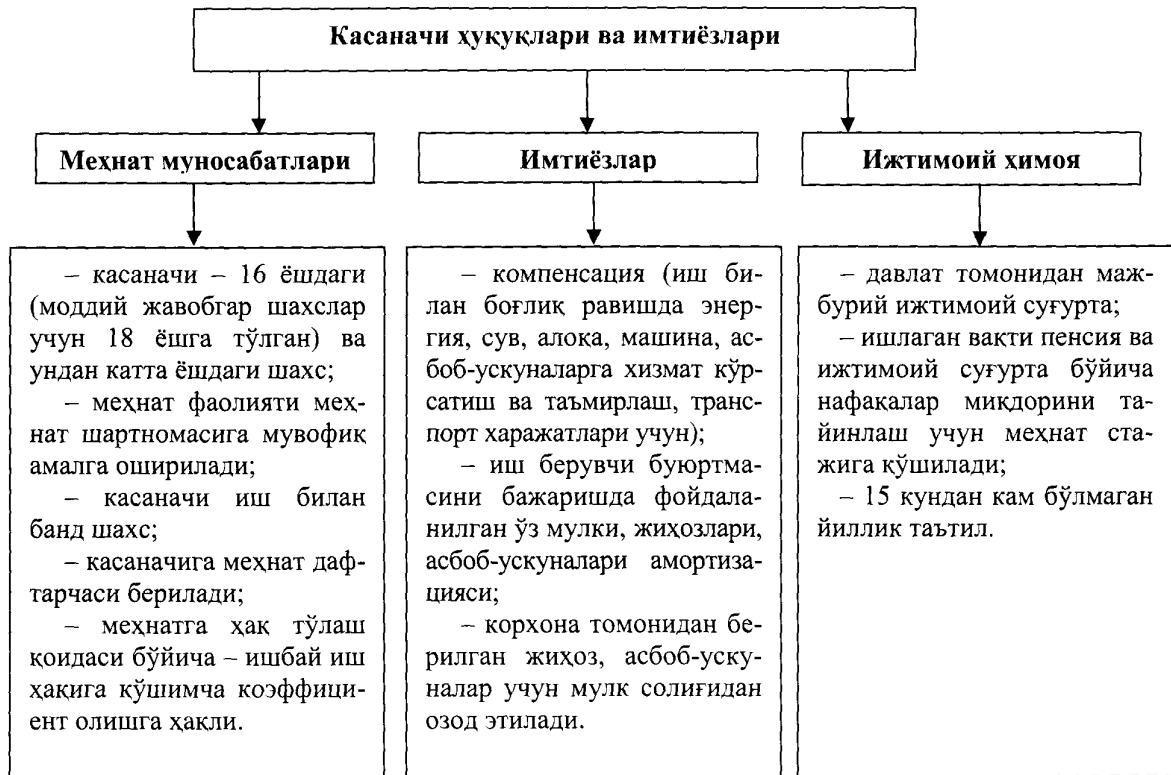 Касаначи ҳуқуқлари ва имтиёзлари
Меҳнат муносабатлари
Имтиёзлар
Ижтимоий ҳимоя
– касаначи – 16 ёшдаги
(моддий жавобгар шахслар
учун 18 ёшга тўлган) ва
ундан катта ёшдаги шахс;
– меҳнат фаолияти меҳ-
нат шартномасига мувофиқ
амалга оширилади;
– касаначи иш билан
банд шахс;
– касаначига меҳнат даф-
тарчаси берилади;
– меҳнатга ҳақ тўлаш
қоидаси бўйича – ишбай иш
ҳақига қўшимча коэффици-
ент олишга ҳақли.
– компенсация (иш би-
лан боғлиқ равишда энер-
гия, сув, алоқа, машина, ас-
боб-ускуналарга хизмат кўр-
сатиш ва таъмирлаш, транс-
порт харажатлари учун);
– иш берувчи буюртма-
сини бажаришда фойдала-
нилган ўз мулки, жиҳозлари,
асбоб-ускуналари амортиза-
цияси;
– корхона томонидан бе-
рилган жиҳоз, асбоб-уску-
налар учун мулк солиғидан
озод этилади.
– давлат томонидан маж-
бурий ижтимоий суғурта;
– ишлаган вақти пенсия ва
ижтимоий суғурта бўйича
нафақалар миқдорини та-
йинлаш учун меҳнат ста-
жига қўшилади;
– 15 кундан кам бўлмаган
йиллик таътил.